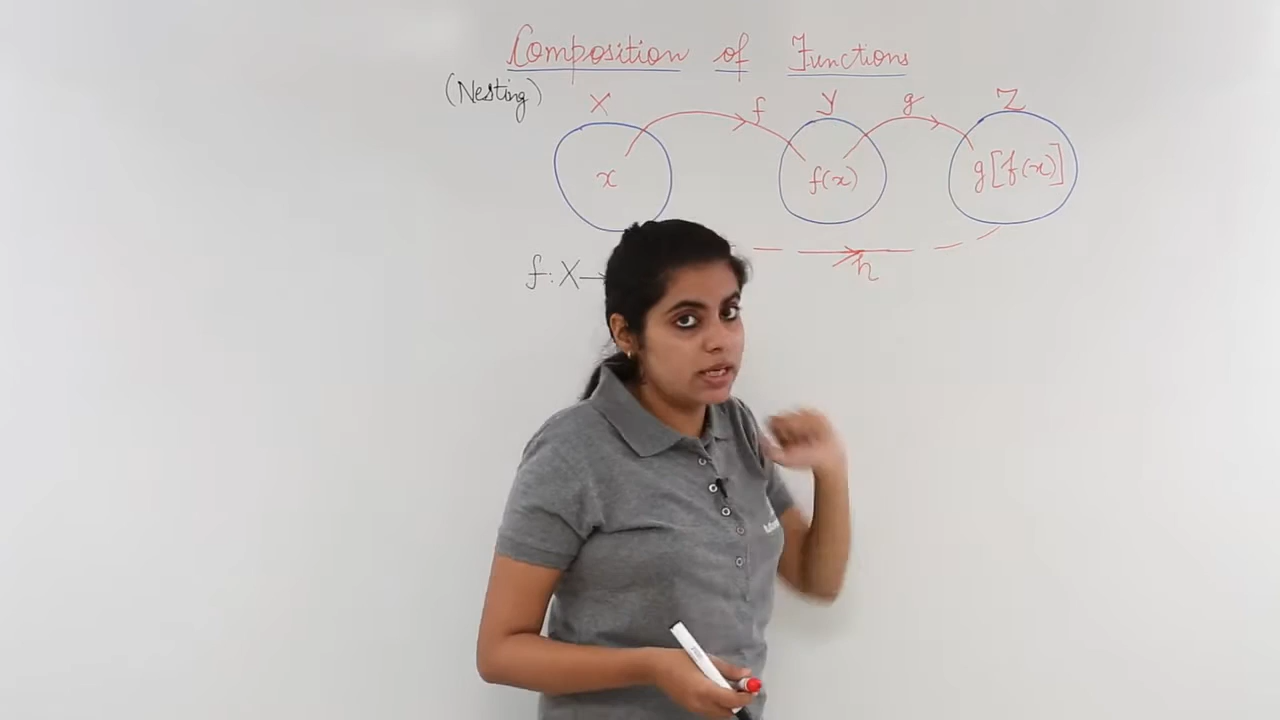 Composition of Functions
(Nesting)
X f Y g Z
x f(x) g[f(x)]
h
f: X →